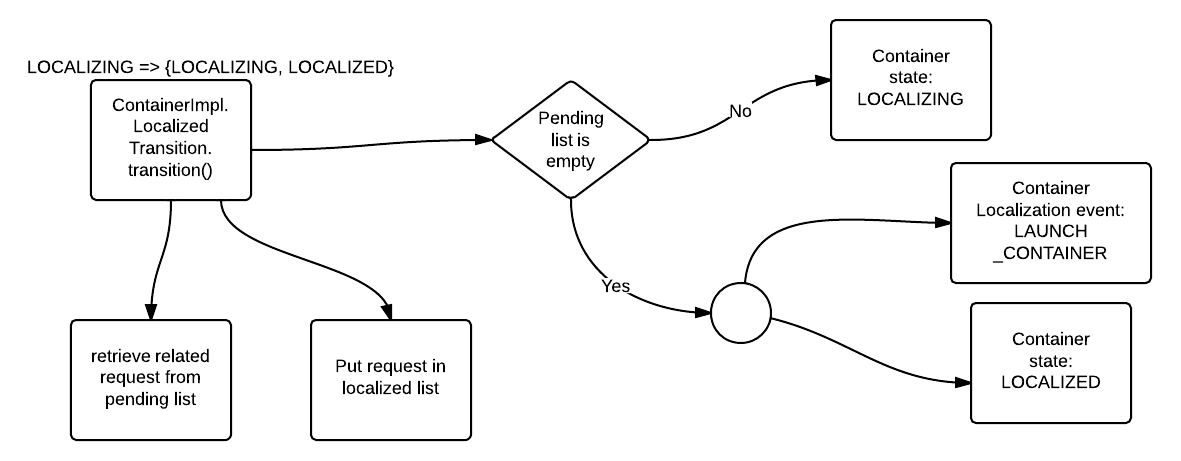 LOCALIZING => {LOCALIZING, LOCALIZED}
ContainerImpl.
Localized
Transition.
transition()
retrieve related
request from
pending list
Put request in
localized list
Pending
list is
empty
No
Yes
Container
state:
LOCALIZING
Container
Localization event:
LAUNCH
_CONTAINER
Container
state:
LOCALIZED